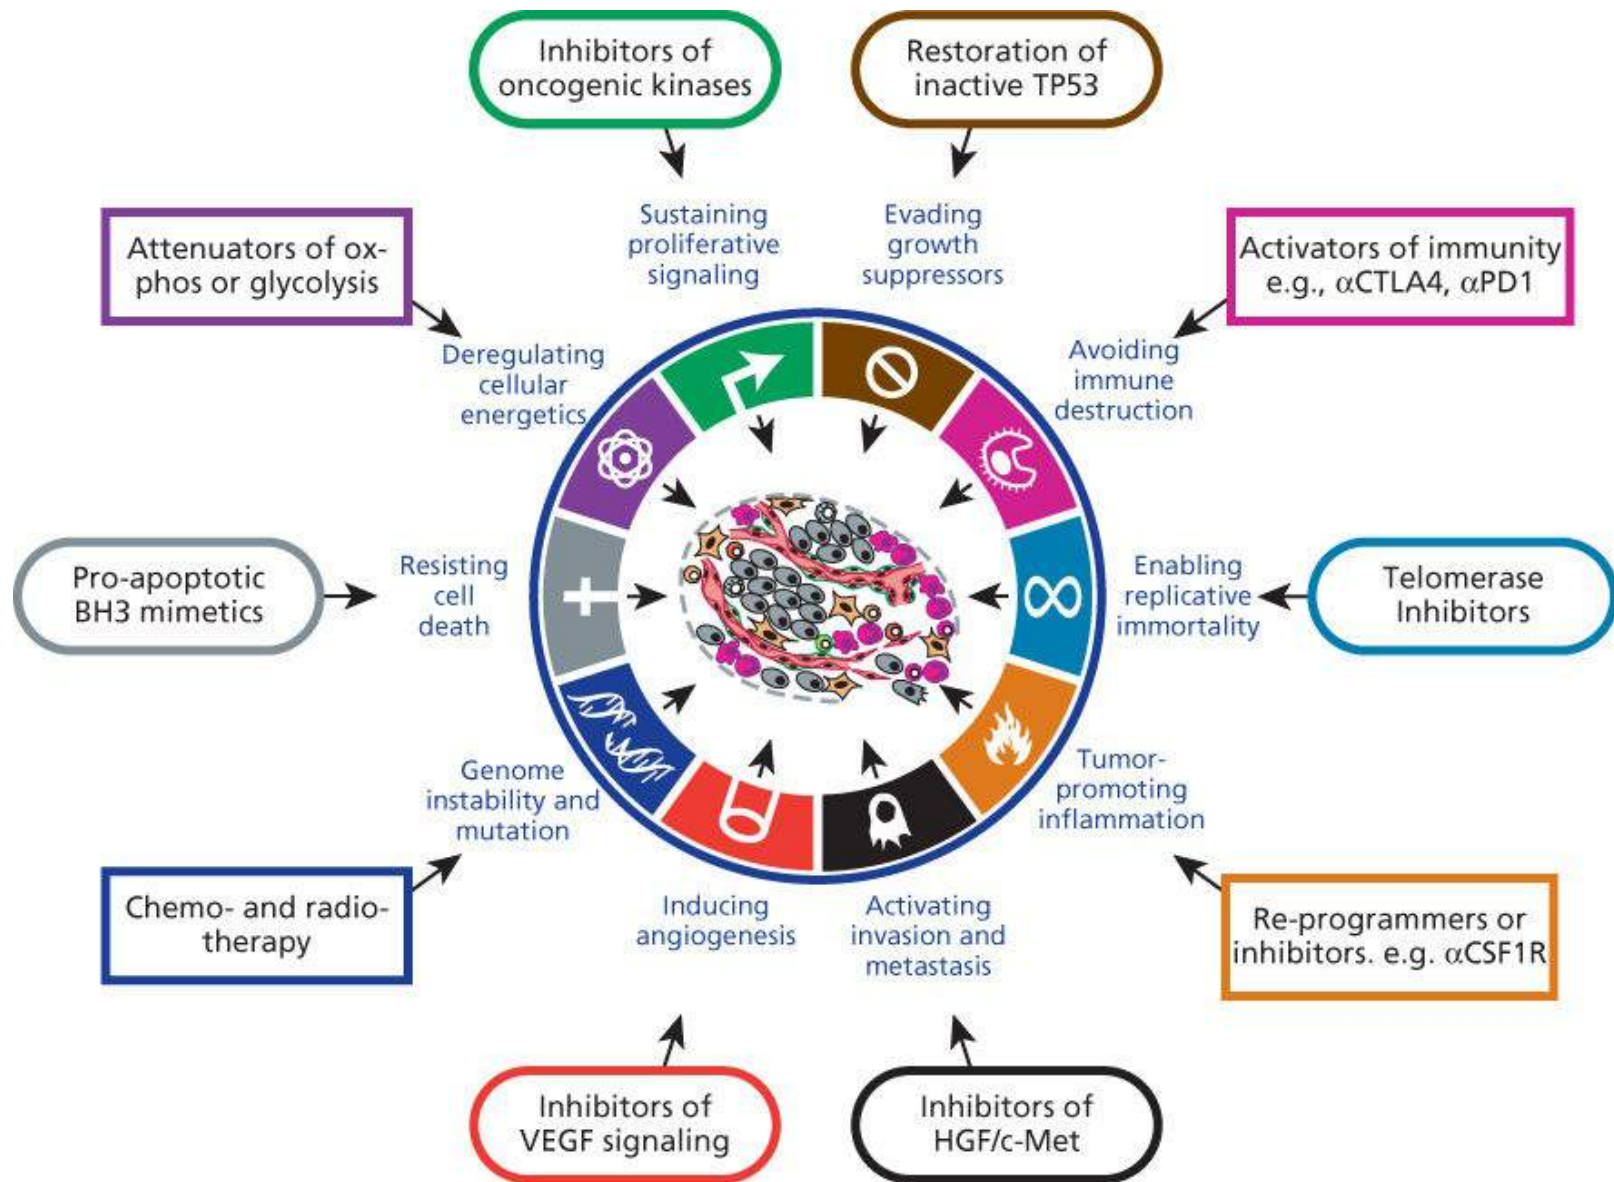 Inhibitors of
oncogenic kinases
Restoration of
inactive TP53
Attenuators of ox-
phos or glycolysis
Sustaining
proliferative
signaling
Evading
growth
suppressors
Activators of immunity
e.g., αCTLA4, αPD1
Deregulating
cellular
energetics
Avoiding
immune
destruction
Pro-apoptotic
BH3 mimetics
Resisting
cell
death
Enabling
replicative
immortality
Telomerase
Inhibitors
Genome
instability and
mutation
Tumor-
promoting
inflammation
Chemo- and radio-
therapy
Inducing
angiogenesis
Activating
invasion and
metastasis
Re-programmers or
inhibitors. e.g. αCSF1R
Inhibitors of
VEGF signaling
Inhibitors of
HGF/c-Met